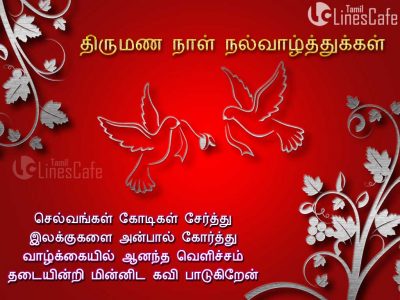 Tamil
LinesCafe
திருமண நாள் நல்வாழ்த்துக்கள்
Tamil
LinesCafe
செல்வங்கள் கோடிகள் சேர்த்து
இலக்குகளை அன்பால் கோர்த்து
வாழ்க்கையில் ஆனந்த வெளிச்சம்
தடையின்றி மின்னிட கவி பாடுகிறேன்